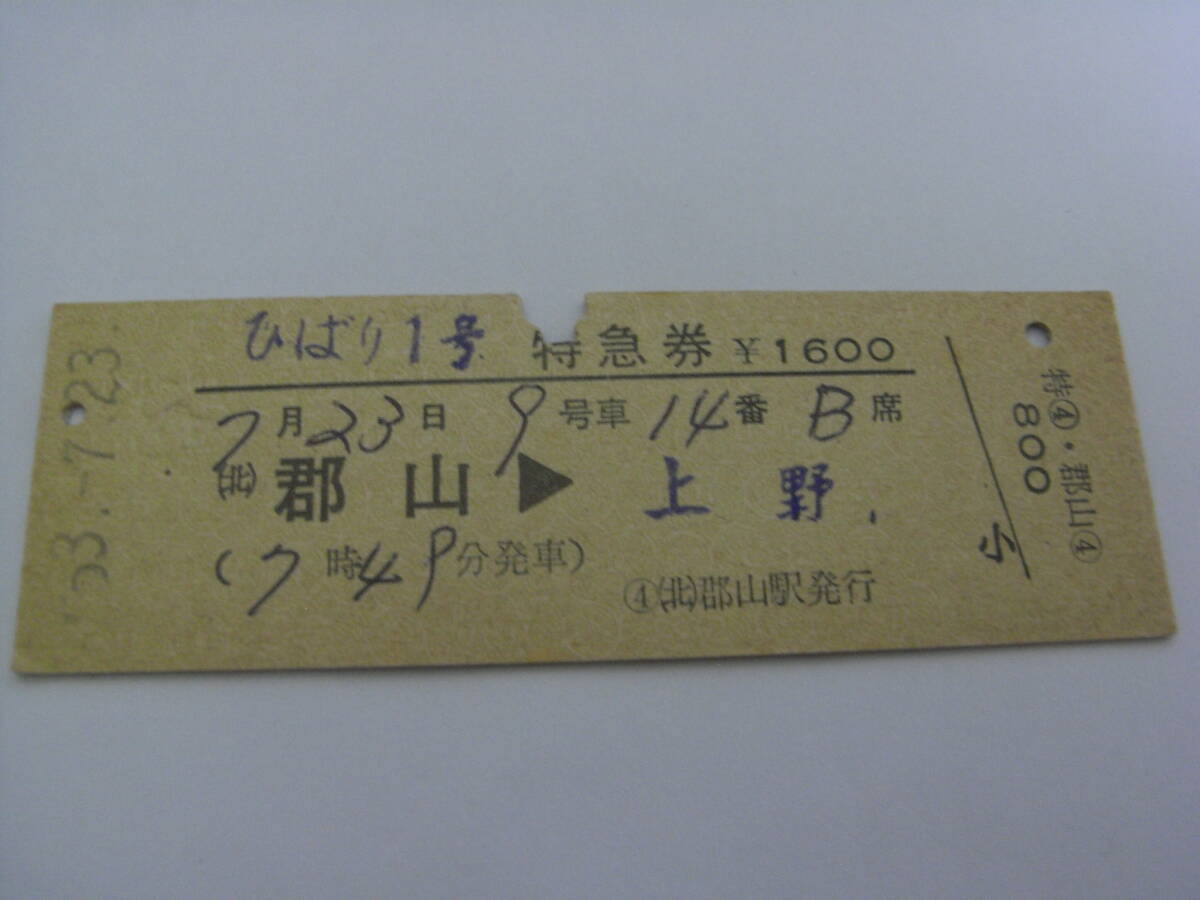 ひばり1号 特急券 ¥1600
7月23日 9号車 14番 B席
(北) 郡山▶上野
(7時49分発車)
④(北)郡山駅発行
53.-7.23
小
特④・郡山④
800